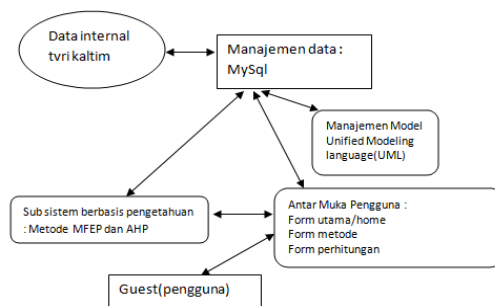 Data internal
tvri kaltim
Manajemen data :
MySql
Manajemen Model
Unified Modeling
language(UML)
Sub sistem berbasis pengetahuan
: Metode MFEP dan AHP
Antar Muka Pengguna :
Form utama/home
Form metode
Form perhitungan
Guest(pengguna)